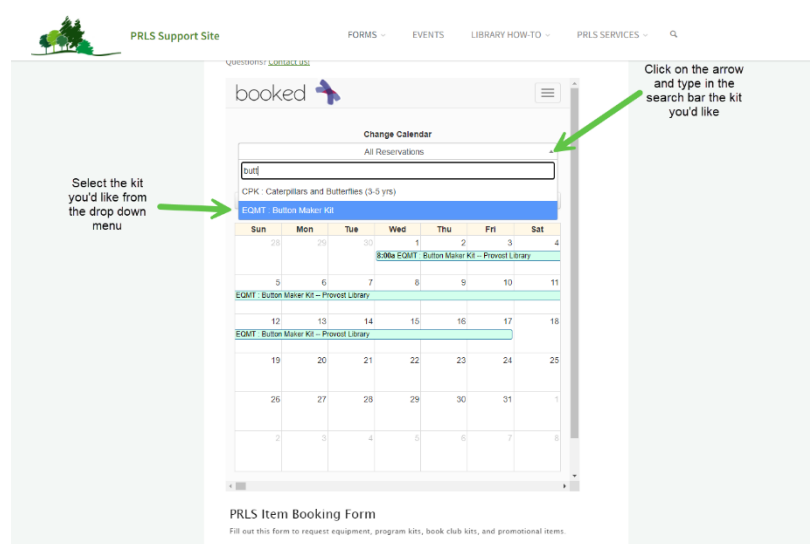 PRLS Support Site
FORMS
EVENTS
LIBRARY HOW-TO
PRLS SERVICES
Questions? Contact us!
Click on the arrow
and type in the
search bar the kit
you'd like
booked
Change Calendar
All Reservations
butt
CPK : Caterpillars and Butterflies (3-5 yrs)
EQMT : Button Maker Kit
Select the kit
you'd like from
the drop down
menu
Sun Mon Tue Wed Thu Fri Sat
28 29 30 1 2 3 4
8:00a EQMT : Button Maker Kit -- Provost Library
5 6 7 8 9 10 11
EQMT : Button Maker Kit -- Provost Library
12 13 14 15 16 17 18
EQMT : Button Maker Kit -- Provost Library
19 20 21 22 23 24 25
26 27 28 29 30 31 1
2 3 4 5 6 7 8
PRLS Item Booking Form
Fill out this form to request equipment, program kits, book club kits, and promotional items.